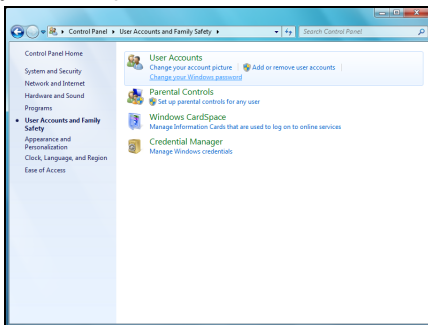 Control Panel ▸ User Accounts and Family Safety ▸
Search Control Panel
Control Panel Home
System and Security
Network and Internet
Hardware and Sound
Programs
User Accounts and Family
Safety
Appearance and
Personalization
Clock, Language, and Region
Ease of Access
User Accounts
Change your account picture
Add or remove user accounts
Change your Windows password
Parental Controls
Set up parental controls for any user
Windows CardSpace
Manage Information Cards that are used to log on to online services
Credential Manager
Manage Windows credentials